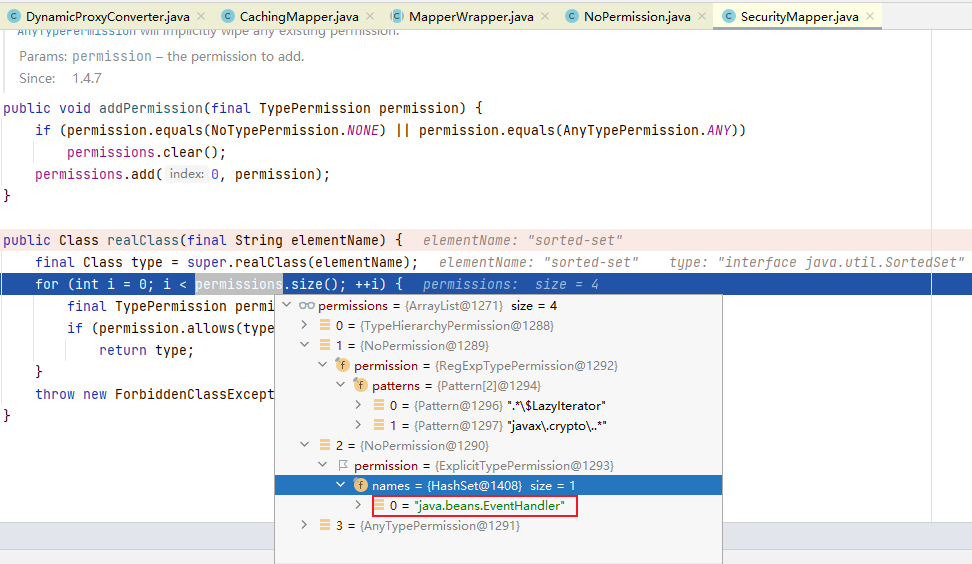 DynamicProxyConverter.java
CachingMapper.java
MapperWrapper.java
NoPermission.java
SecurityMapper.java
AnyTypePermission will implicitly wipe any existing permission.
Params: permission – the permission to add.
Since: 1.4.7
public void addPermission(final TypePermission permission) {
if (permission.equals(NoTypePermission.NONE) || permission.equals(AnyTypePermission.ANY))
permissions.clear();
permissions.add( index: 0, permission);
}
public Class realClass(final String elementName) { elementName: "sorted-set"
final Class type = super.realClass(elementName); elementName: "sorted-set" type: "interface java.util.SortedSet"
for (int i = 0; i < permissions.size(); ++i) { permissions: size = 4
final TypePermission permi
if (permission.allows(type
return type;
}
throw new ForbiddenClassExcept
}
permissions = {ArrayList@1271} size = 4
0 = {TypeHierarchyPermission@1288}
1 = {NoPermission@1289}
permission = {RegExpTypePermission@1292}
patterns = {Pattern[2]@1294}
0 = {Pattern@1296} ".*\$LazyIterator"
1 = {Pattern@1297} "javax\.crypto\..*"
2 = {NoPermission@1290}
permission = {ExplicitTypePermission@1293}
names = {HashSet@1408} size = 1
0 = "java.beans.EventHandler"
3 = {AnyTypePermission@1291}